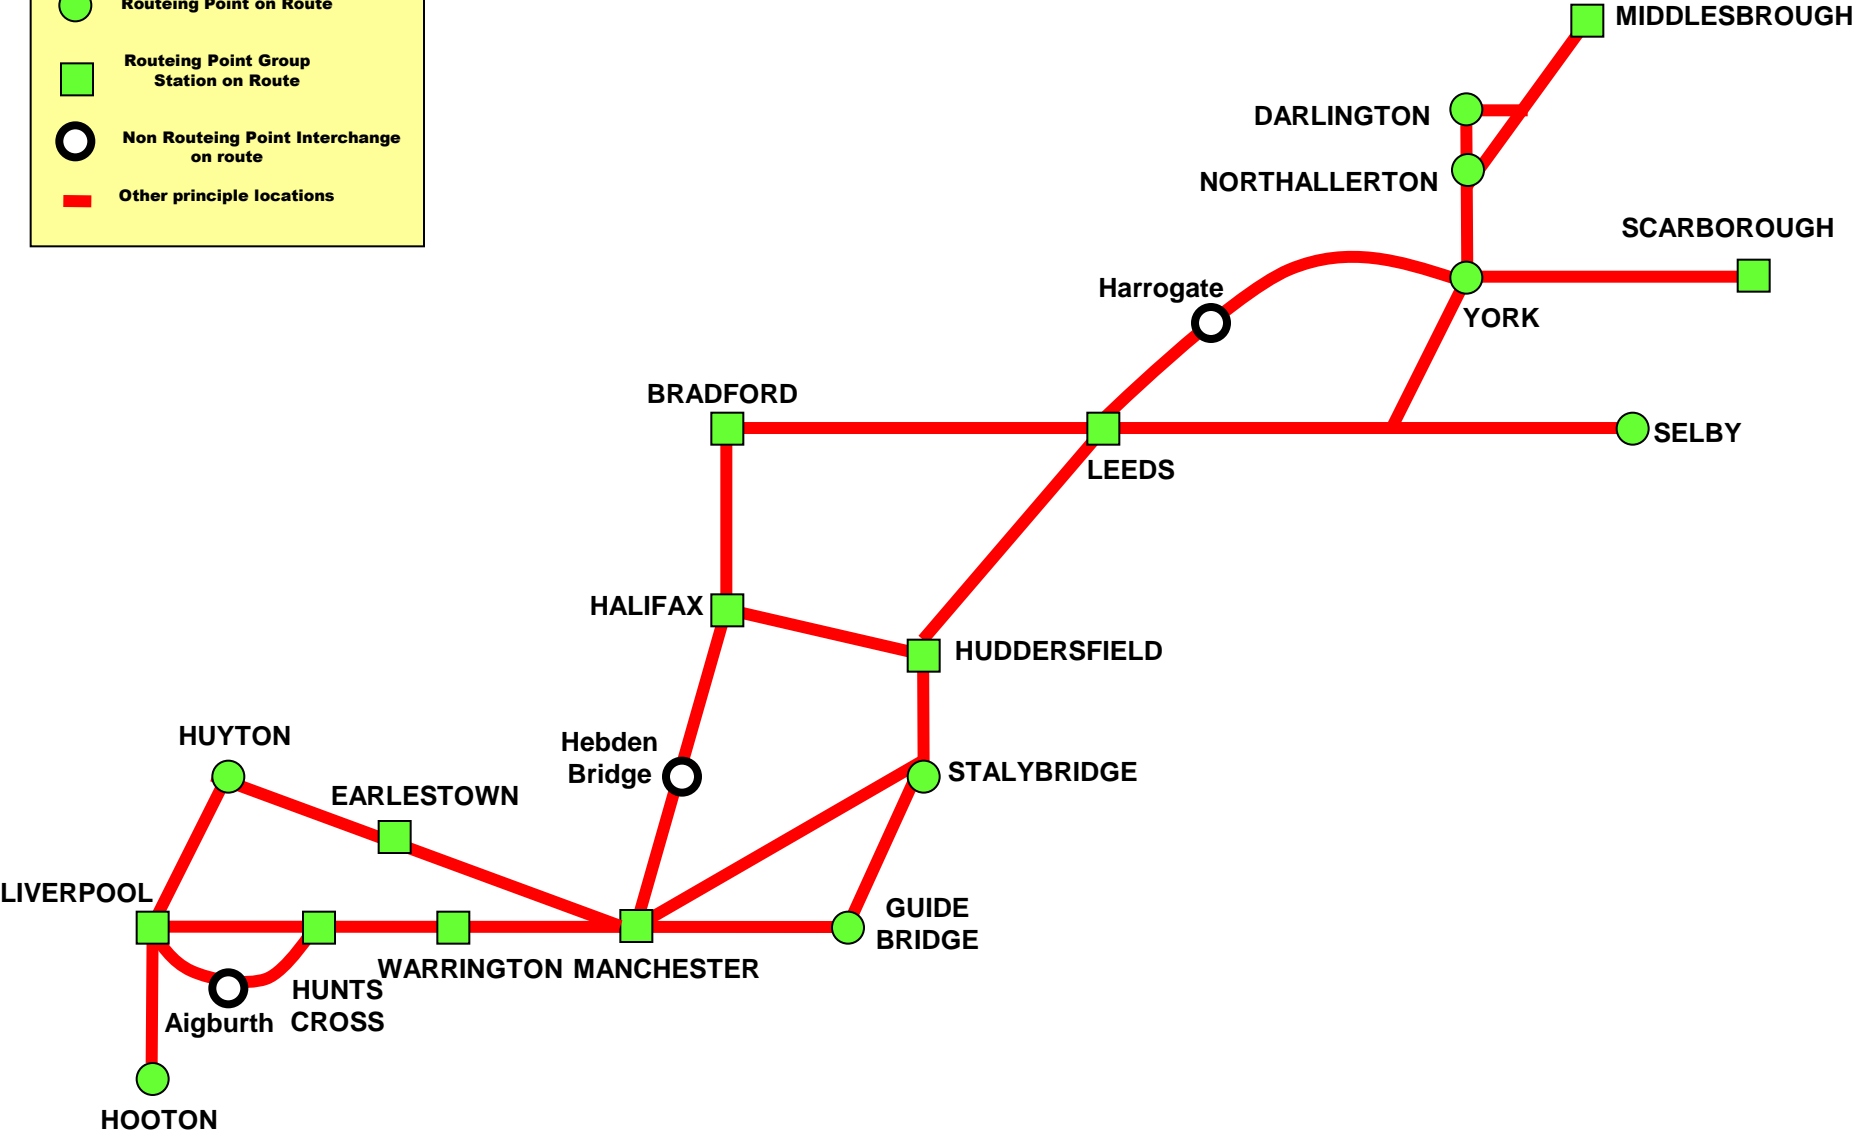 Routeing Point on Route
Routeing Point Group
Station on Route
Non Routeing Point Interchange
on route
Other principle locations
MIDDLESBROUGH
DARLINGTON
NORTHALLERTON
SCARBOROUGH
Harrogate
YORK
BRADFORD
SELBY
LEEDS
HALIFAX
HUDDERSFIELD
HUYTON
Hebden
Bridge
STALYBRIDGE
EARLESTOWN
LIVERPOOL
GUIDE
BRIDGE
WARRINGTON
MANCHESTER
HUNTS
CROSS
Aigburth
HOOTON